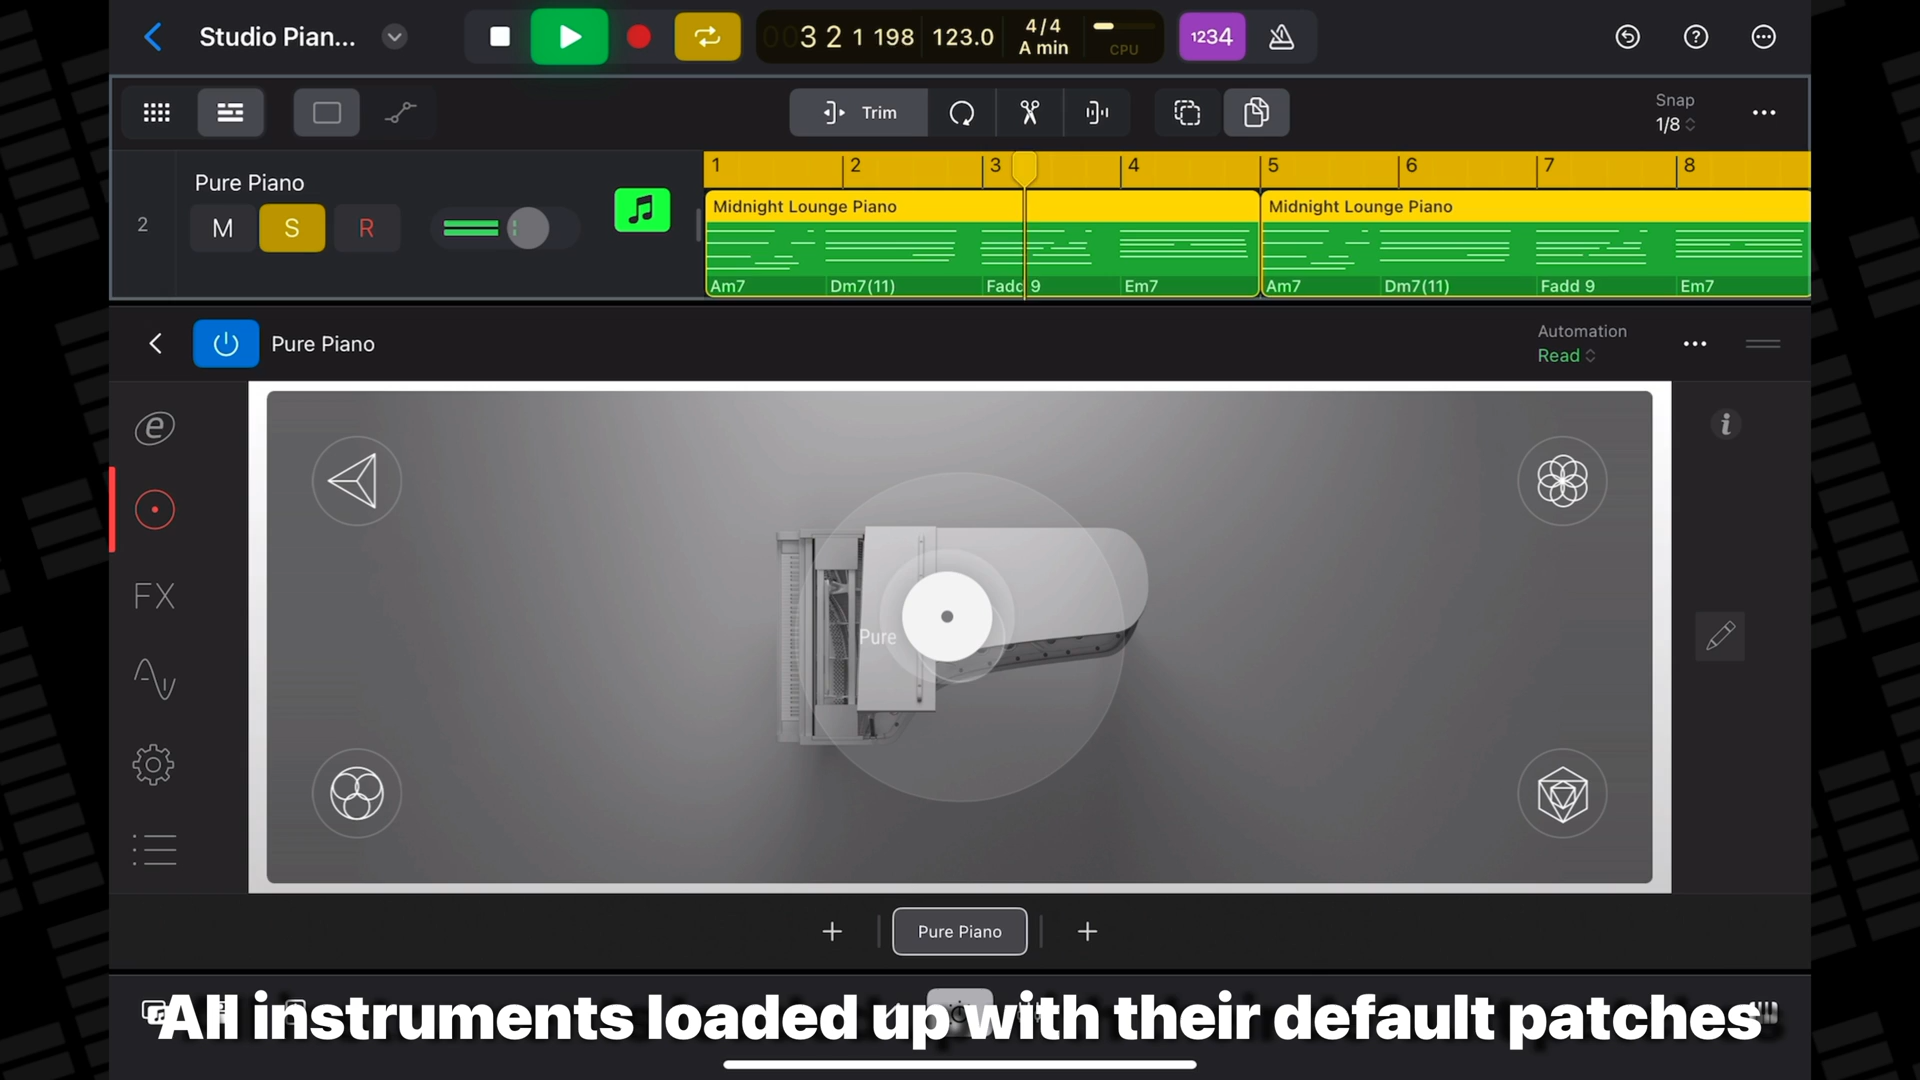 Studio Pian...
003 2 1 198
123.0
4/4
A min
CPU
1234
Trim
Snap
1/8
2
Pure Piano
M
S
R
1
2
3
4
5
6
7
8
Midnight Lounge Piano
Midnight Lounge Piano
Am7
Dm7(11)
Fadd 9
Em7
Am7
Dm7(11)
Fadd 9
Em7
Pure Piano
Automation
Read
e
FX
i
Pure
Pure Piano
All instruments loaded up with their default patches